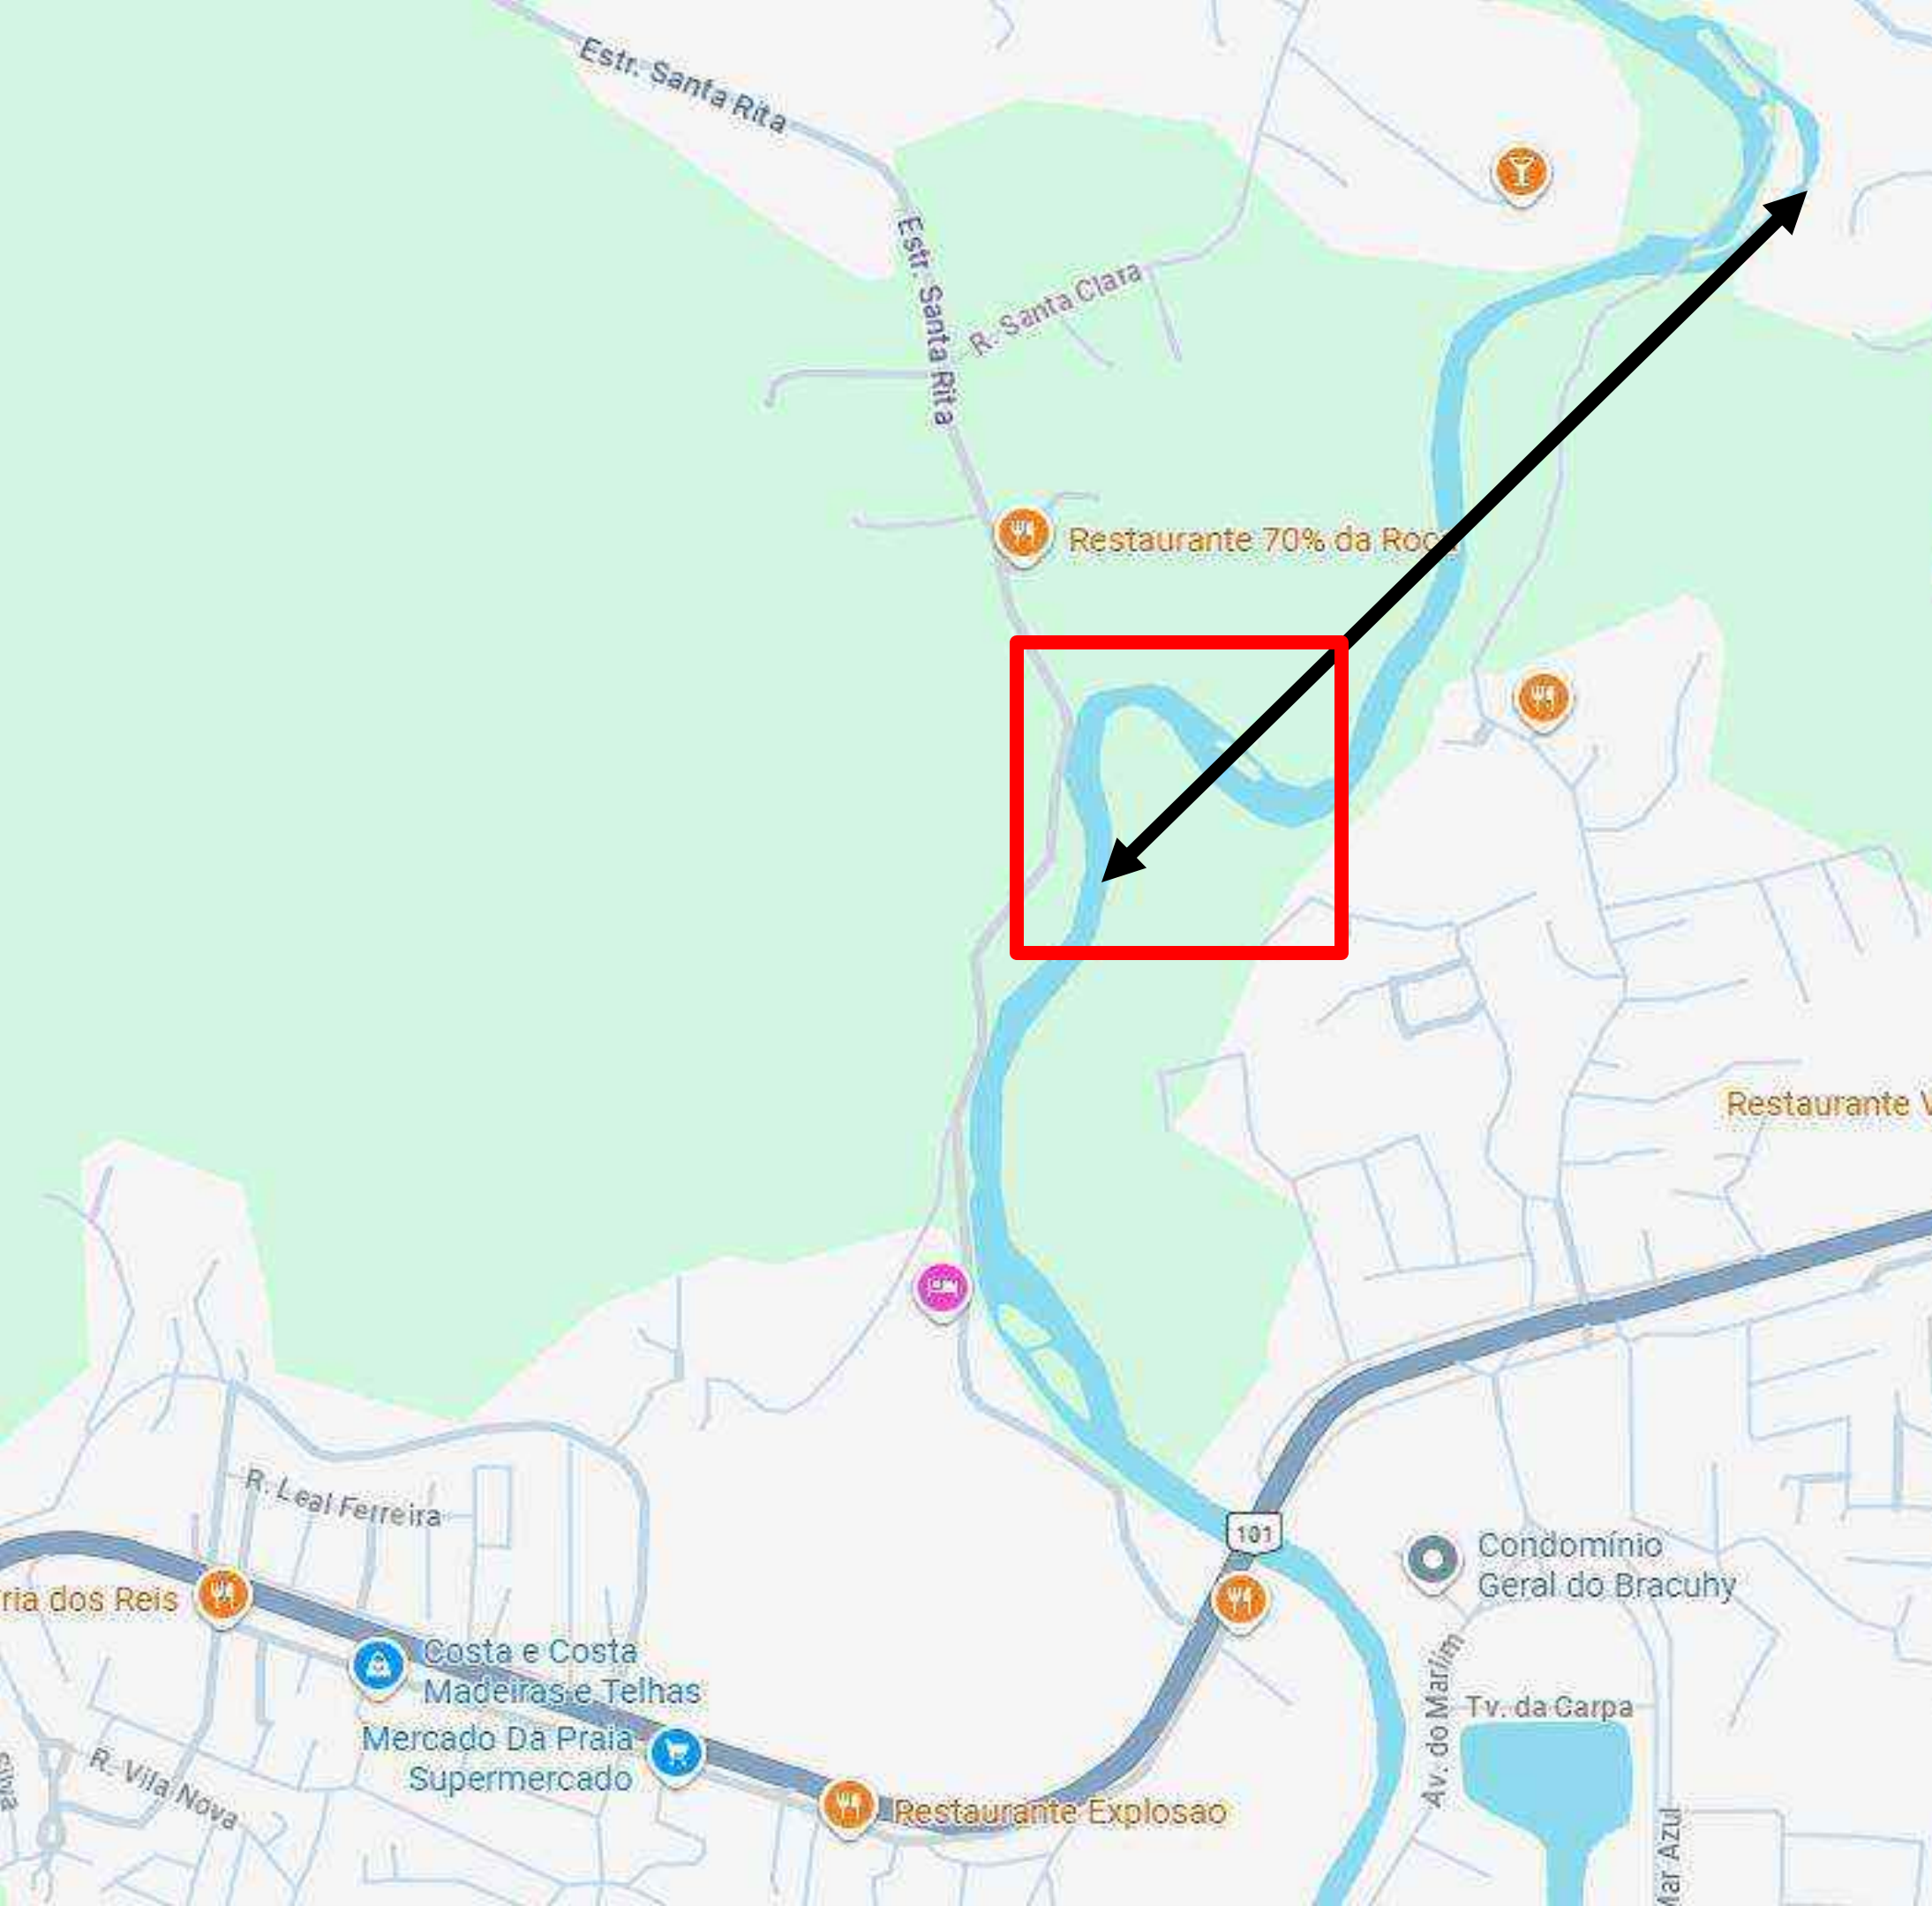 Estr. Santa Rita
Estr. Santa Rita
R. Santa Clara
Restaurante 70% da Roça
Restaurante V
101
Condomínio
Geral do Bracuhy
R. Leal Ferreira
ria dos Reis
Costa e Costa
Madeiras e Telhas
Mercado Da Praia
Supermercado
Av. do Marlim
Tv. da Carpa
R. Vila Nova
Restaurante Explosao
Mar Azul